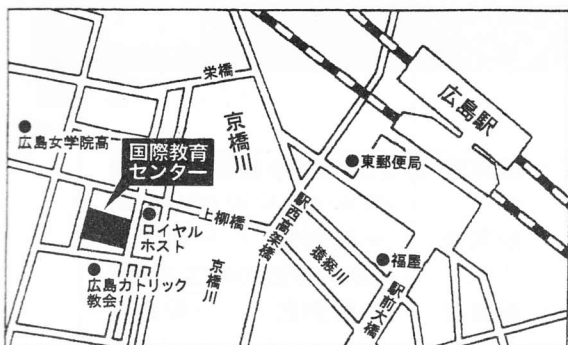 栄橋
広島駅
広島女学院高
京橋川
国際教育
センター
東郵便局
上柳橋
駅西高架橋
ロイヤル
ホスト
猿猴川
福屋
京橋川
駅前大橋
広島カトリック
教会